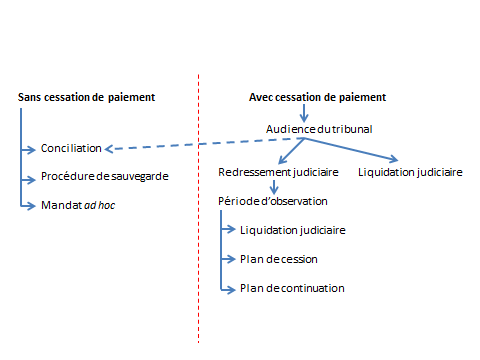 Sans cessation de paiement
Conciliation
Procédure de sauvegarde
Mandat ad hoc
Avec cessation de paiement
Audience du tribunal
Redressement judiciaire
Liquidation judiciaire
Période d'observation
Liquidation judiciaire
Plan de cession
Plan de continuation